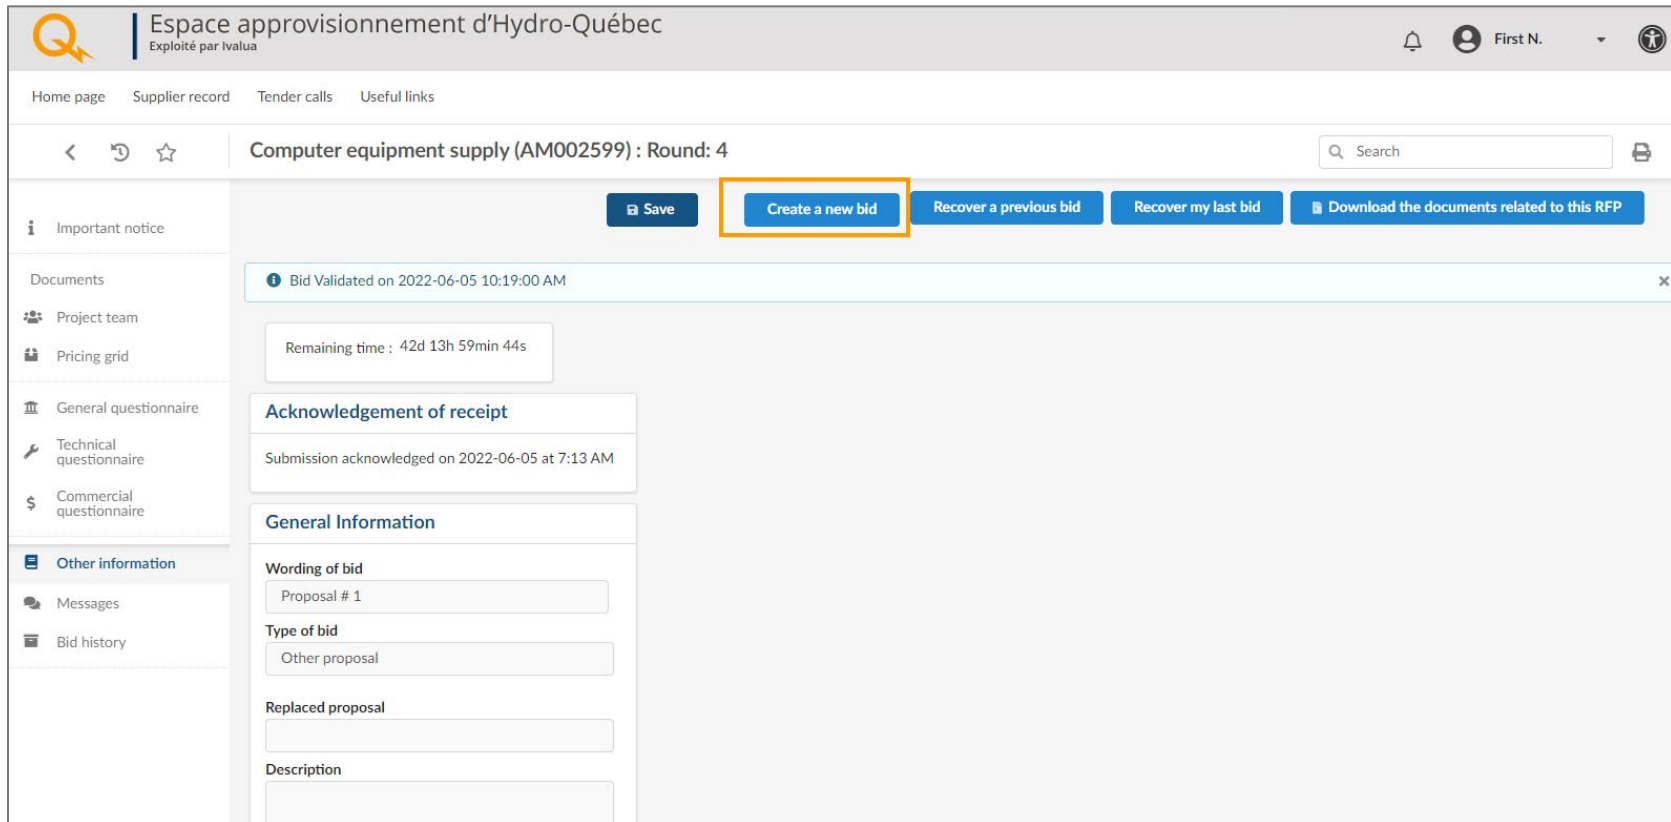 Espace approvisionnement d'Hydro-Québec
Exploité par Ivalua
First N.
Home page Supplier record Tender calls Useful links
Computer equipment supply (AM002599) : Round: 4
Search
Save Create a new bid Recover a previous bid Recover my last bid Download the documents related to this RFP
Important notice
Documents
Project team
Pricing grid
General questionnaire
Technical
questionnaire
Commercial
questionnaire
Other information
Messages
Bid history
Bid Validated on 2022-06-05 10:19:00 AM
Remaining time : 42d 13h 59min 44s
Acknowledgement of receipt
Submission acknowledged on 2022-06-05 at 7:13 AM
General Information
Wording of bid
Proposal # 1
Type of bid
Other proposal
Replaced proposal
Description